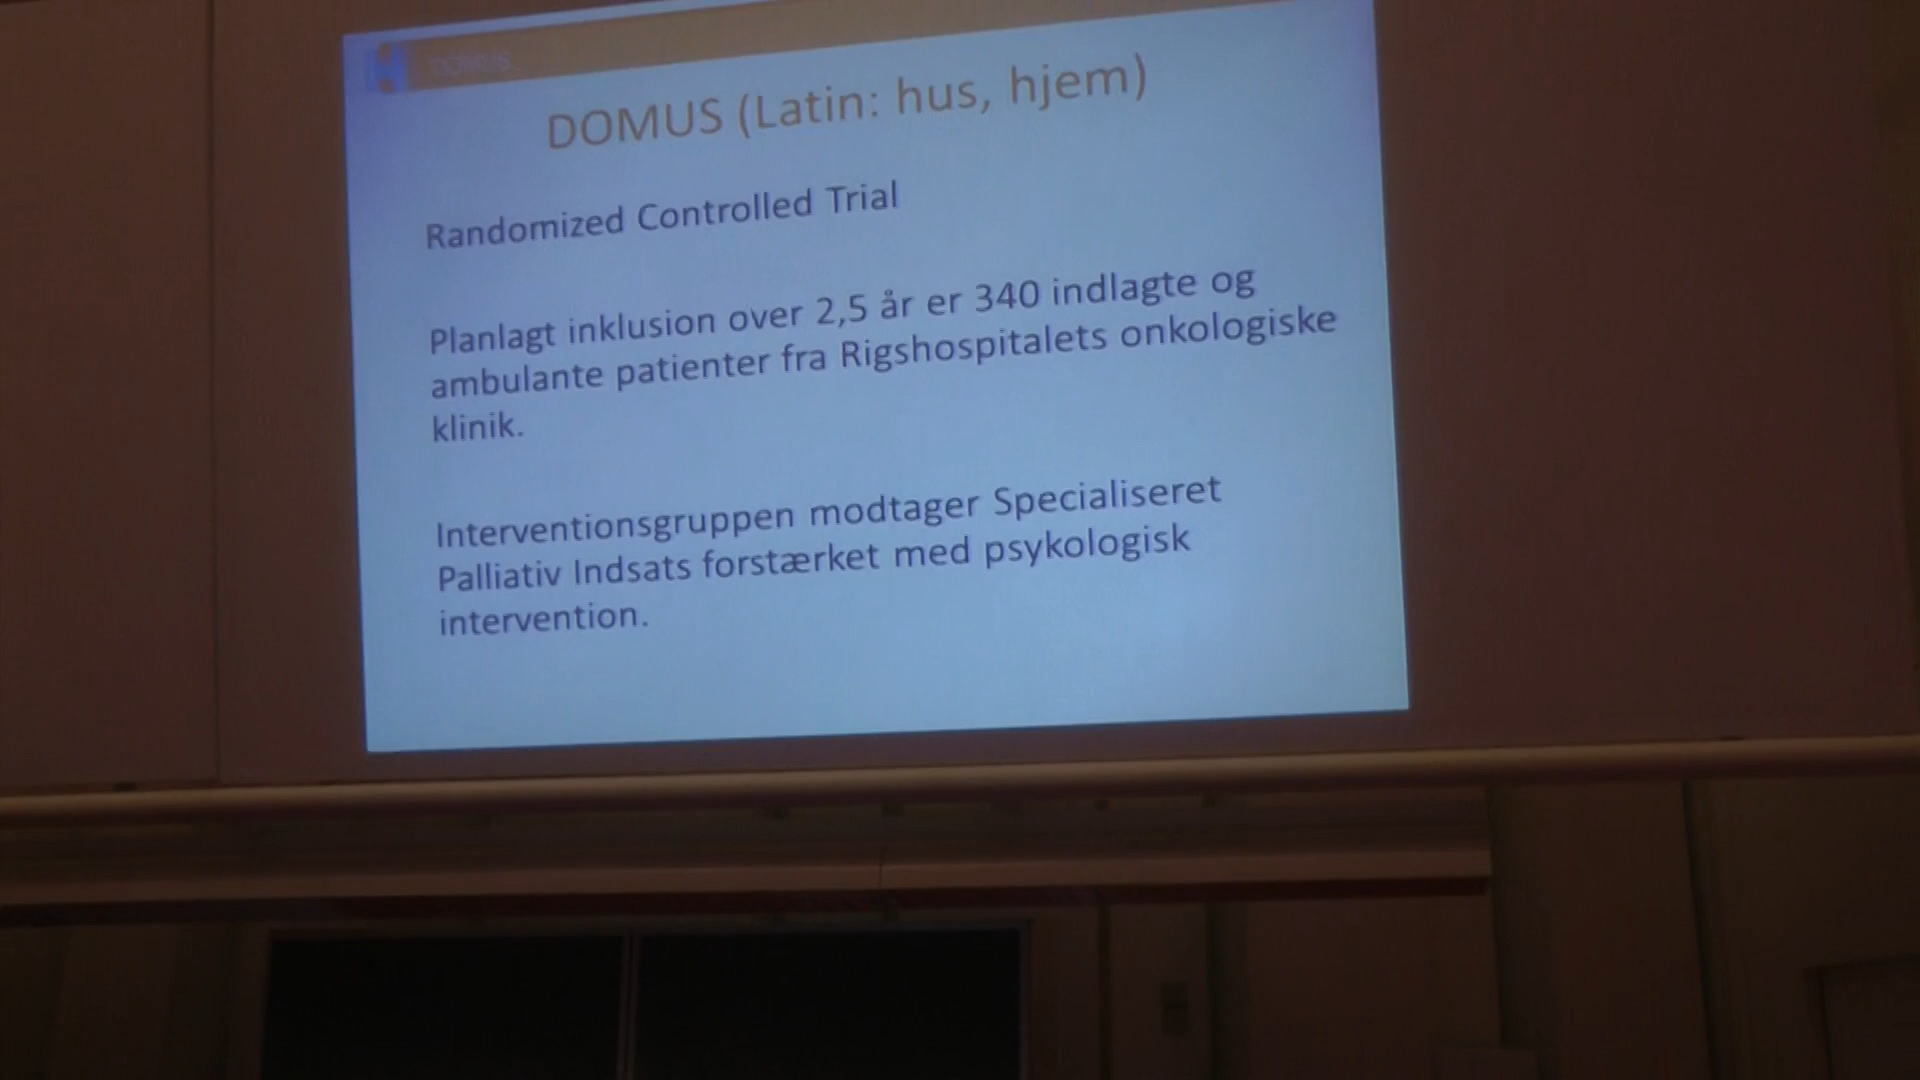 DOMUS
DOMUS (Latin: hus, hjem)
Randomized Controlled Trial
Planlagt inklusion over 2,5 år er 340 indlagte og
ambulante patienter fra Rigshospitalets onkologiske
klinik.
Interventionsgruppen modtager Specialiseret
Palliativ Indsats forstærket med psykologisk
intervention.